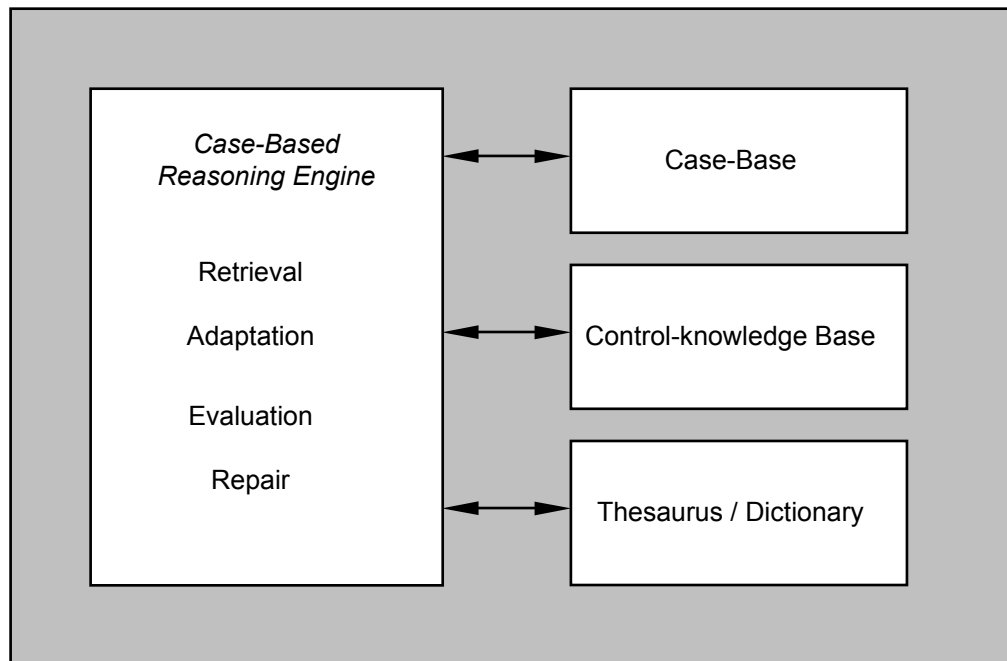 Case-Based
Reasoning Engine
Retrieval
Adaptation
Evaluation
Repair
Case-Base
Control-knowledge Base
Thesaurus / Dictionary